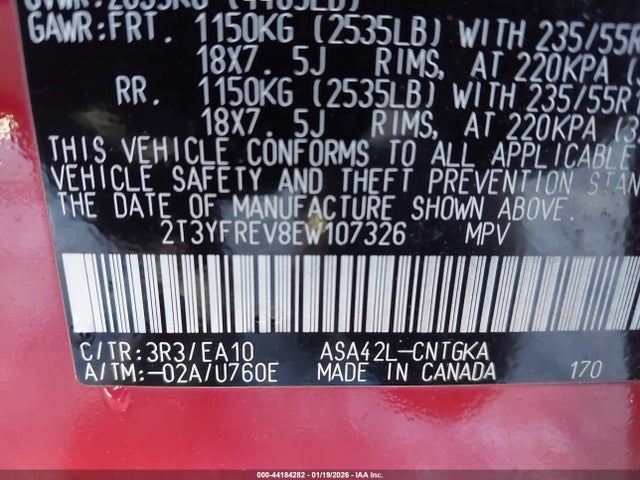 GAWR:FRT. 1150KG (2535LB) WITH 235/55R
18X7.5J RIMS, AT 220KPA
RR. 1150KG (2535LB) WITH 235/55R
18X7.5J RIMS, AT 220KPA
THIS VEHICLE CONFORMS TO ALL APPLICABLE
VEHICLE SAFETY AND THEFT PREVENTION STAN
THE DATE OF MANUFACTURE SHOWN ABOVE.
2T3YFREV8EW107326 MPV
C/TR:3R3/EA10 ASA42L-CNTGKA
A/TM:-02A/U760E MADE IN CANADA 170
000-44184282 - 01/19/2026 - IAA Inc.